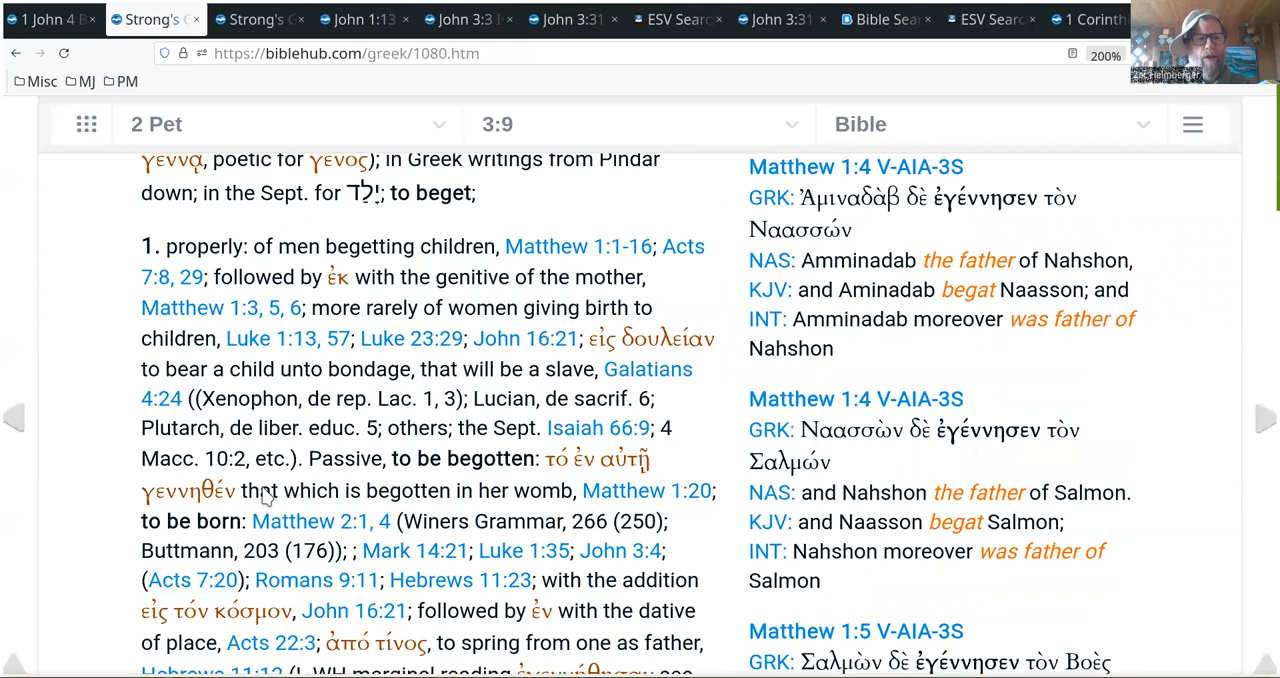 1 John 4 B
Strong's G
Strong's G
John 1:13
John 3:3 I
John 3:31
ESV Searc
John 3:31
Bible Sear
ESV Searc
1 Corinth
https://biblehub.com/greek/1080.htm
200%
Zac Helmberger
Misc MJ PM
2 Pet 3:9 Bible
γέννᾳ, poetic for γένος); in Greek writings from Pindar
down; in the Sept. for יָלַד; to beget;
1. properly: of men begetting children, Matthew 1:1-16; Acts
7:8, 29; followed by ἐκ with the genitive of the mother,
Matthew 1:3, 5, 6; more rarely of women giving birth to
children, Luke 1:13, 57; Luke 23:29; John 16:21; εἰς δουλείαν
to bear a child unto bondage, that will be a slave, Galatians
4:24 ((Xenophon, de rep. Lac. 1, 3); Lucian, de sacrif. 6;
Plutarch, de liber. educ. 5; others; the Sept. Isaiah 66:9; 4
Macc. 10:2, etc.). Passive, to be begotten: τό ἐν αὐτῇ
γεννηθέν that which is begotten in her womb, Matthew 1:20;
to be born: Matthew 2:1, 4 (Winers Grammar, 266 (250);
Buttmann, 203 (176)); ; Mark 14:21; Luke 1:35; John 3:4;
(Acts 7:20); Romans 9:11; Hebrews 11:23; with the addition
εἰς τόν κόσμον, John 16:21; followed by ἐν with the dative
of place, Acts 22:3; ἀπό τίνος, to spring from one as father,
Hebrews 11:12 (L WH marginal reading ἐγεννήθησαν see
Matthew 1:4 V-AIA-3S
GRK: Ἀμιναδὰβ δὲ ἐγέννησεν τὸν
Ναασσών
NAS: Amminadab the father of Nahshon,
KJV: and Aminadab begat Naasson; and
INT: Amminadab moreover was father of
Nahshon
Matthew 1:4 V-AIA-3S
GRK: Ναασσὼν δὲ ἐγέννησεν τὸν
Σαλμών
NAS: and Nahshon the father of Salmon.
KJV: and Naasson begat Salmon;
INT: Nahshon moreover was father of
Salmon
Matthew 1:5 V-AIA-3S
GRK: Σαλμὼν δὲ ἐγέννησεν τὸν Βοὲς